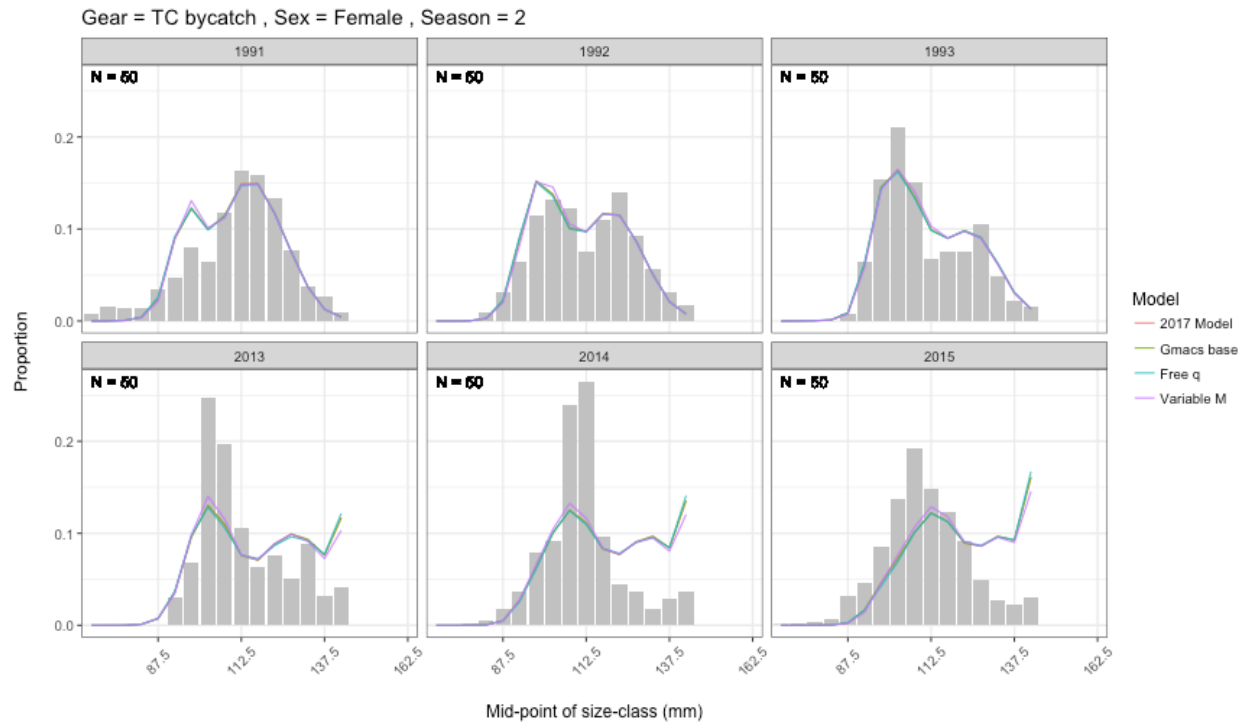 Gear = TC bycatch , Sex = Female , Season = 2
1991
1992
1993
N = 50
N = 50
N = 50
0.2
0.1
0.0
2013
2014
2015
N = 50
N = 50
N = 50
0.2
0.1
0.0
87.5
112.5
137.5
162.5
87.5
112.5
137.5
162.5
87.5
112.5
137.5
162.5
Mid-point of size-class (mm)
Proportion
Model
2017 Model
Gmacs base
Free q
Variable M